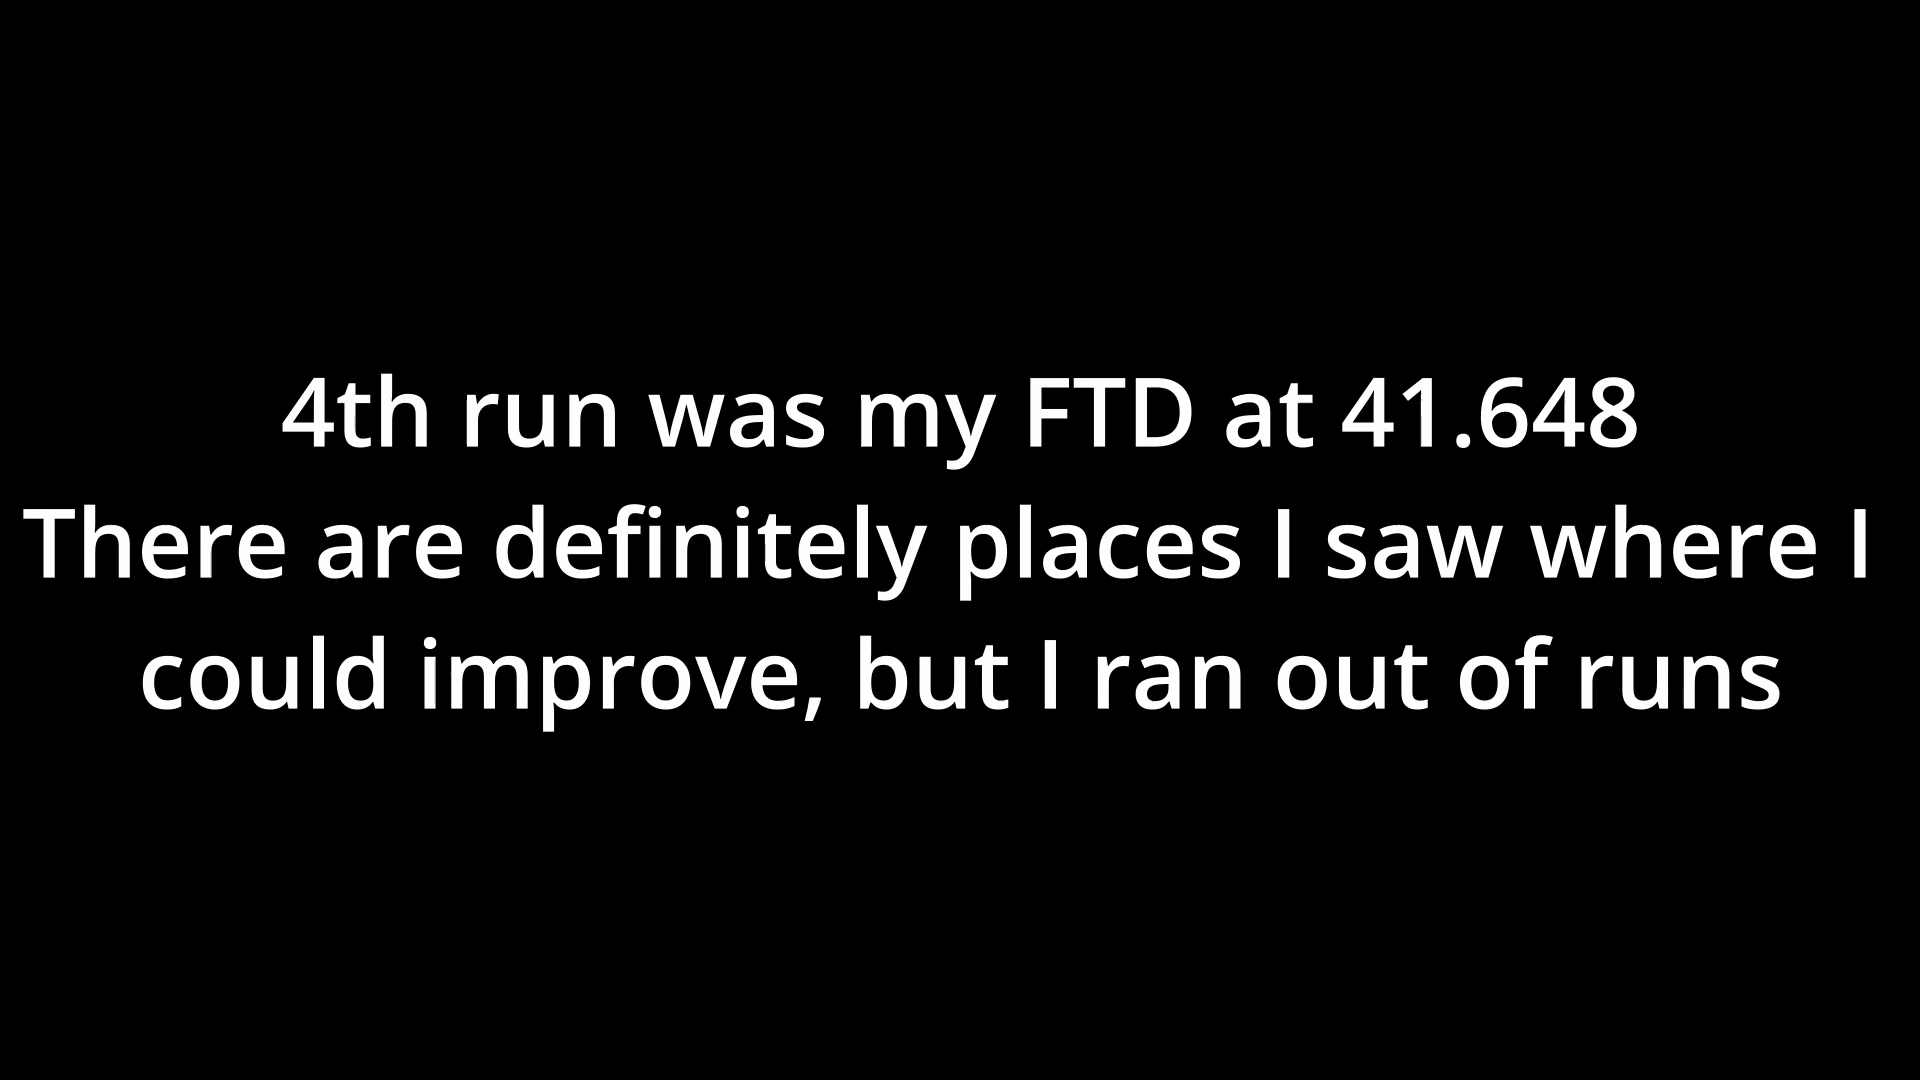 4th run was my FTD at 41.648
There are definitely places I saw where I
could improve, but I ran out of runs